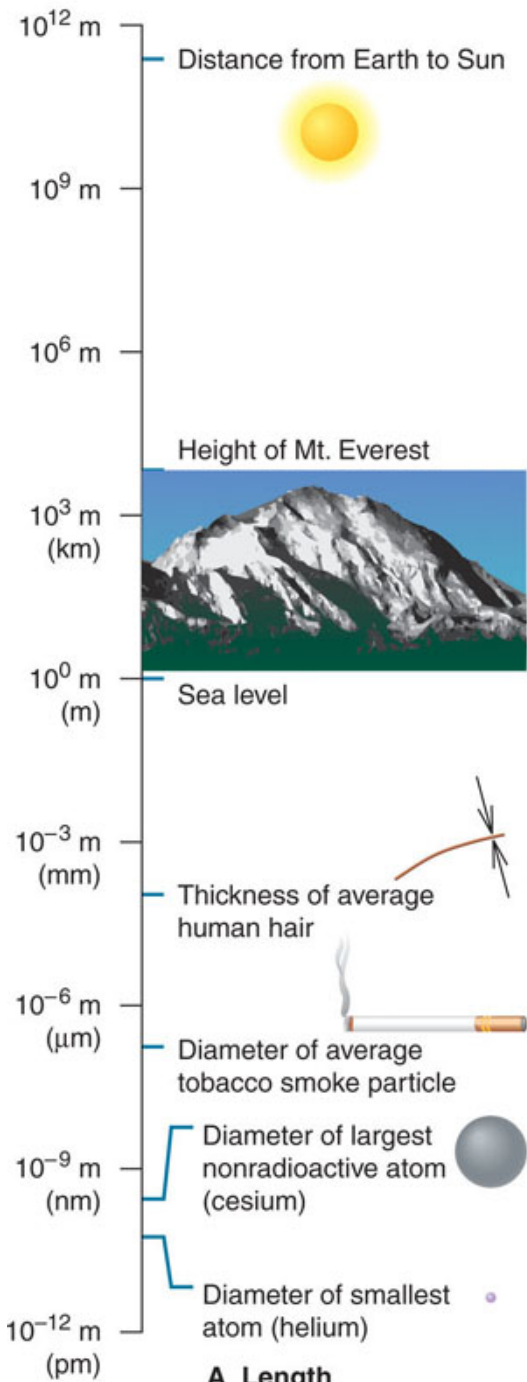 10¹² m
Distance from Earth to Sun
10⁹ m
10⁶ m
Height of Mt. Everest
10³ m
(km)
10⁰ m
(m)
Sea level
10⁻³ m
(mm)
Thickness of average
human hair
10⁻⁶ m
(μm)
Diameter of average
tobacco smoke particle
Diameter of largest
nonradioactive atom
(cesium)
10⁻⁹ m
(nm)
Diameter of smallest
atom (helium)
10⁻¹² m
(pm)
A Length